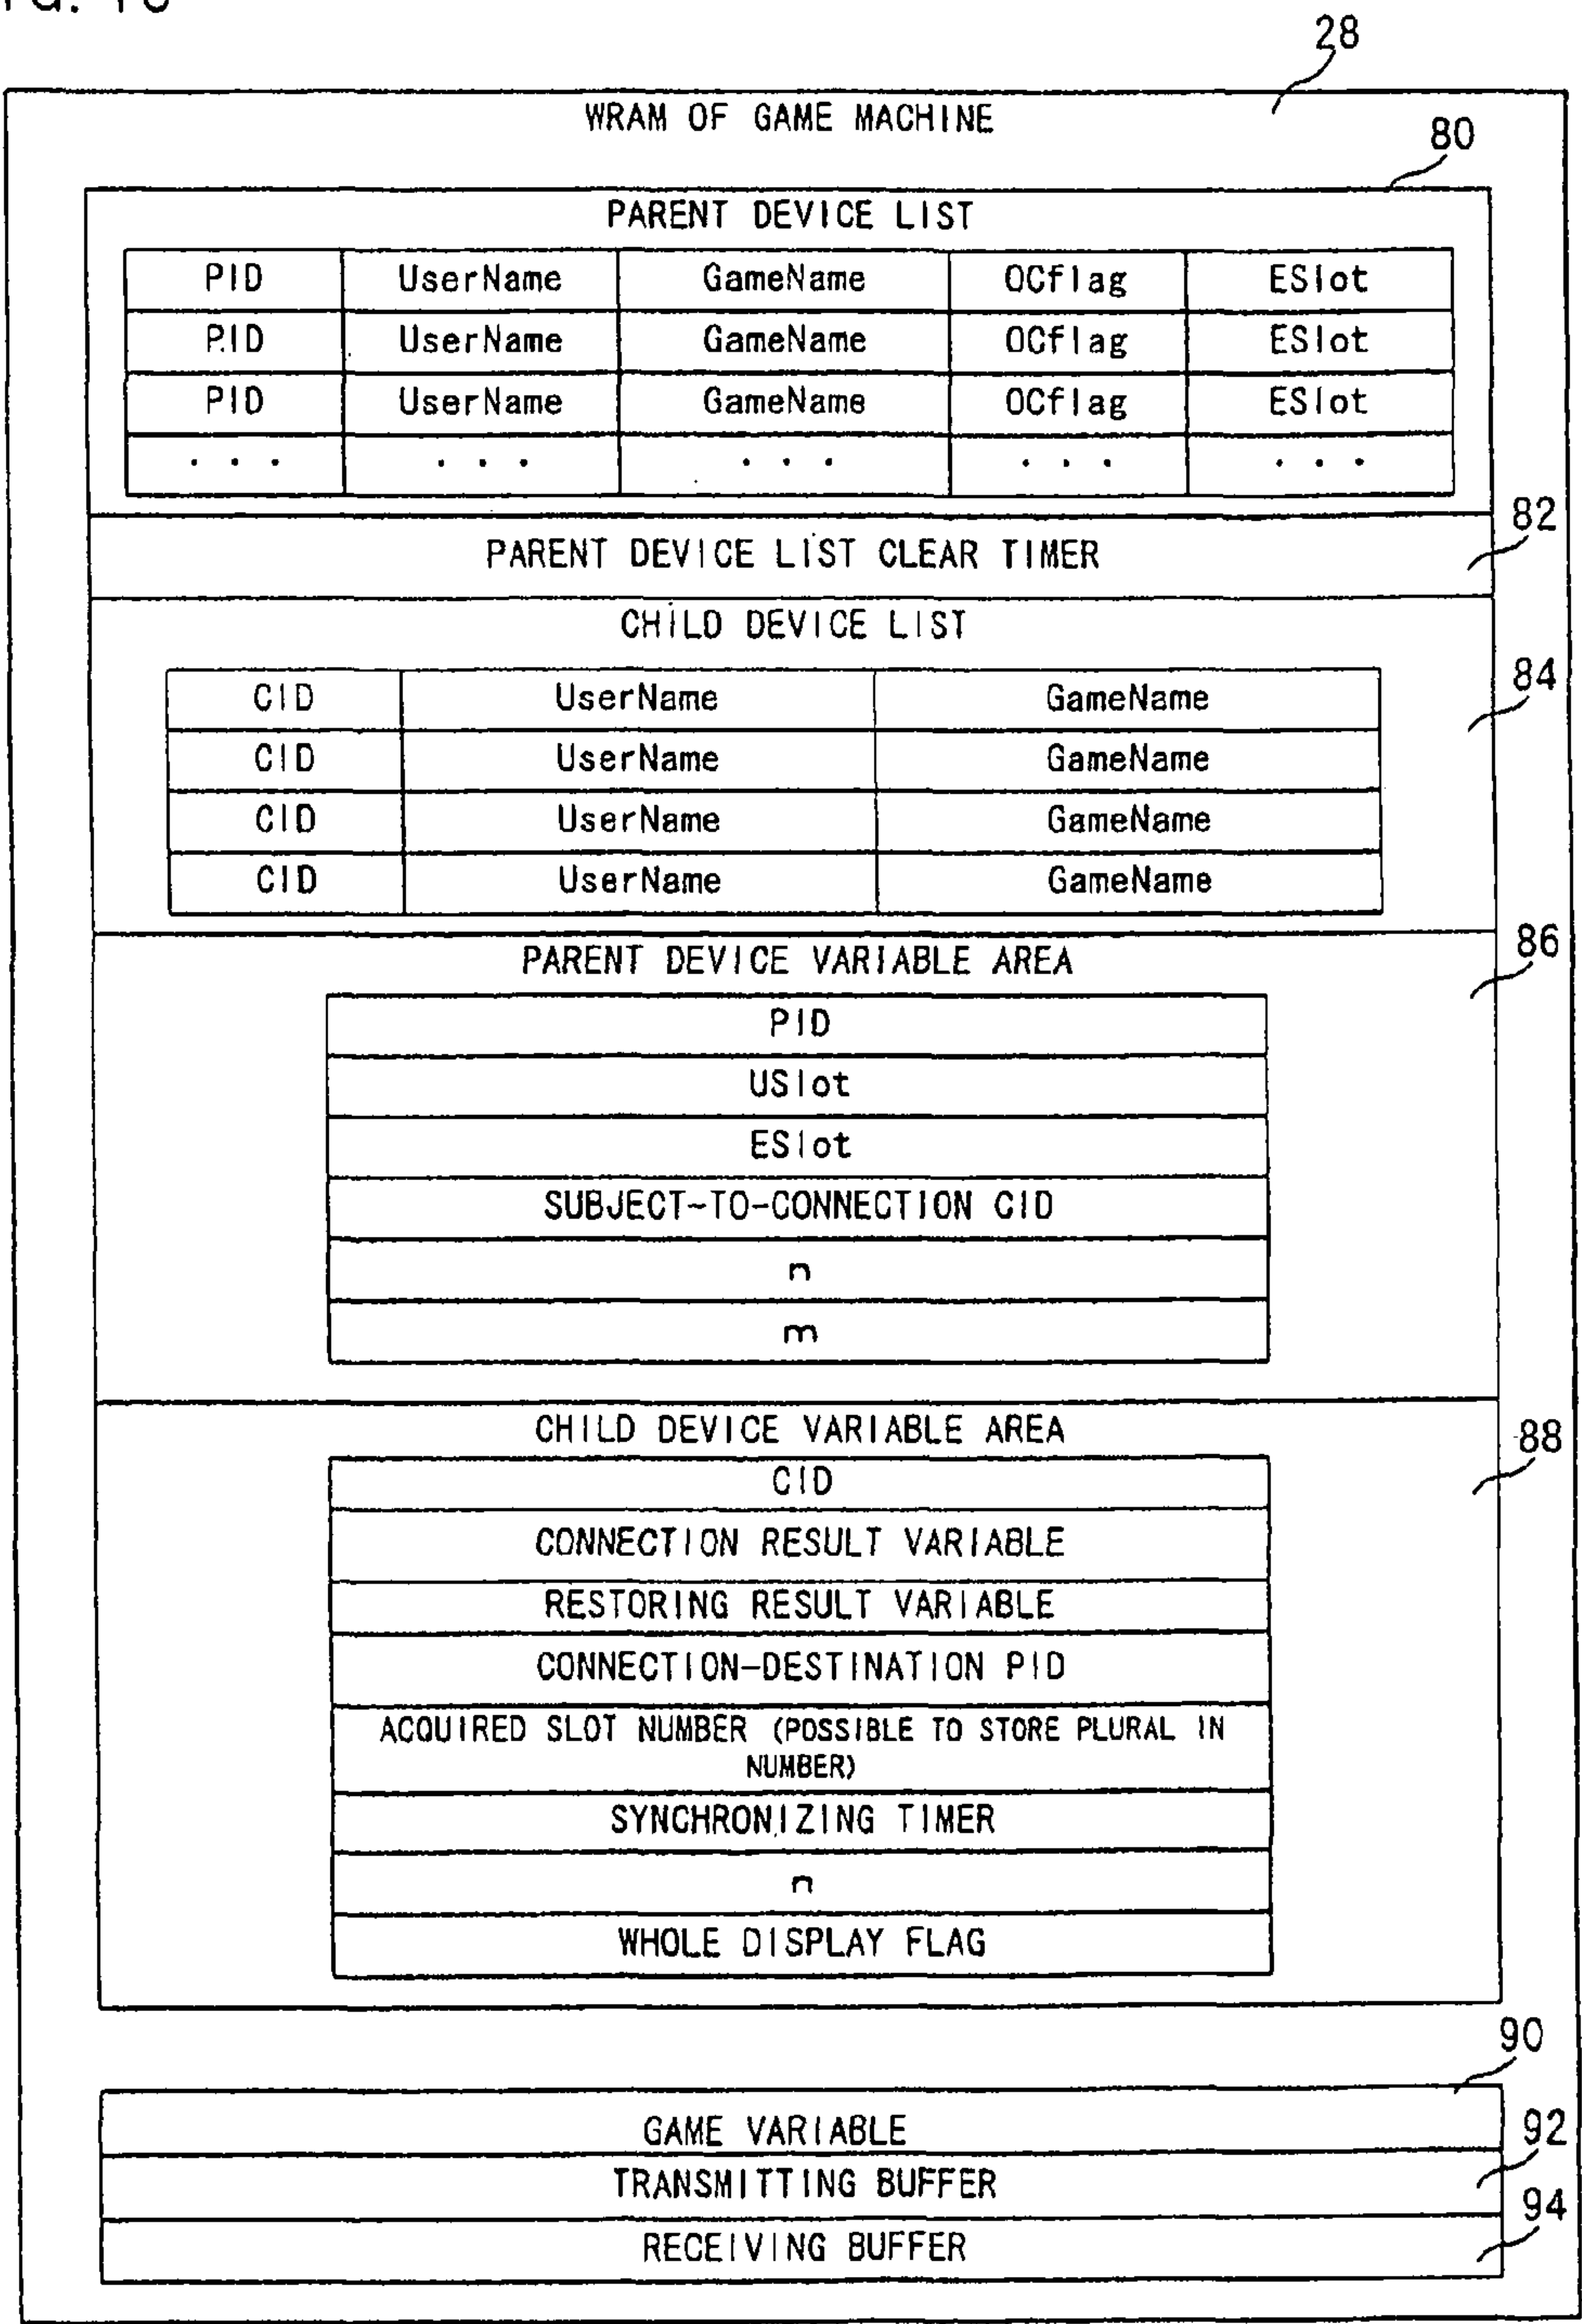 28
WRAM OF GAME MACHINE
80
PARENT DEVICE LIST
PID UserName GameName OCflag ESlot
PID UserName GameName OCflag ESlot
PID UserName GameName OCflag ESlot
... ... ... ... ...
82
PARENT DEVICE LIST CLEAR TIMER
CHILD DEVICE LIST
84
CID UserName GameName
CID UserName GameName
CID UserName GameName
CID UserName GameName
86
PARENT DEVICE VARIABLE AREA
PID
USlot
ESlot
SUBJECT-TO-CONNECTION CID
n
m
88
CHILD DEVICE VARIABLE AREA
CID
CONNECTION RESULT VARIABLE
RESTORING RESULT VARIABLE
CONNECTION-DESTINATION PID
ACQUIRED SLOT NUMBER (POSSIBLE TO STORE PLURAL IN
NUMBER)
SYNCHRONIZING TIMER
n
WHOLE DISPLAY FLAG
90
GAME VARIABLE
92
TRANSMITTING BUFFER
94
RECEIVING BUFFER